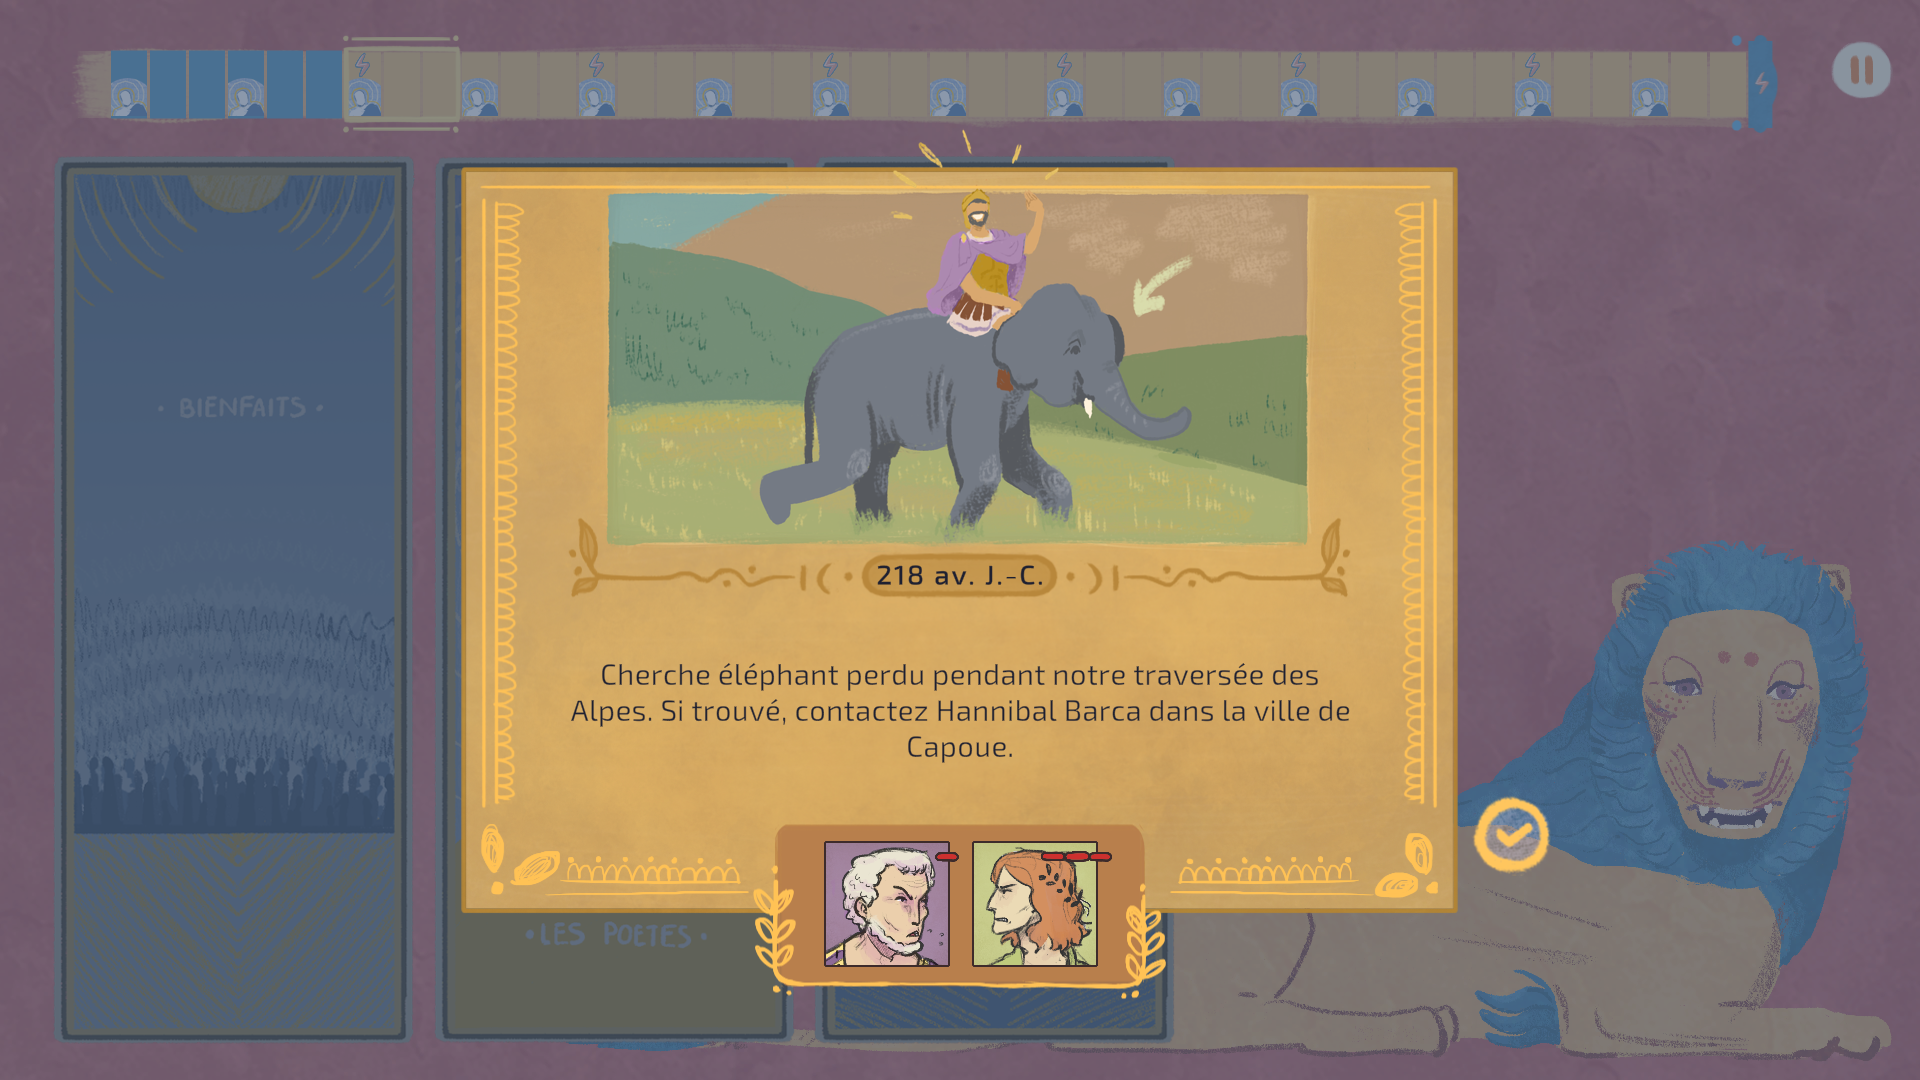 · BIENFAITS ·
218 av. J.-C.
Cherche éléphant perdu pendant notre traversée des
Alpes. Si trouvé, contactez Hannibal Barca dans la ville de
Capoue.
· LES POETES ·